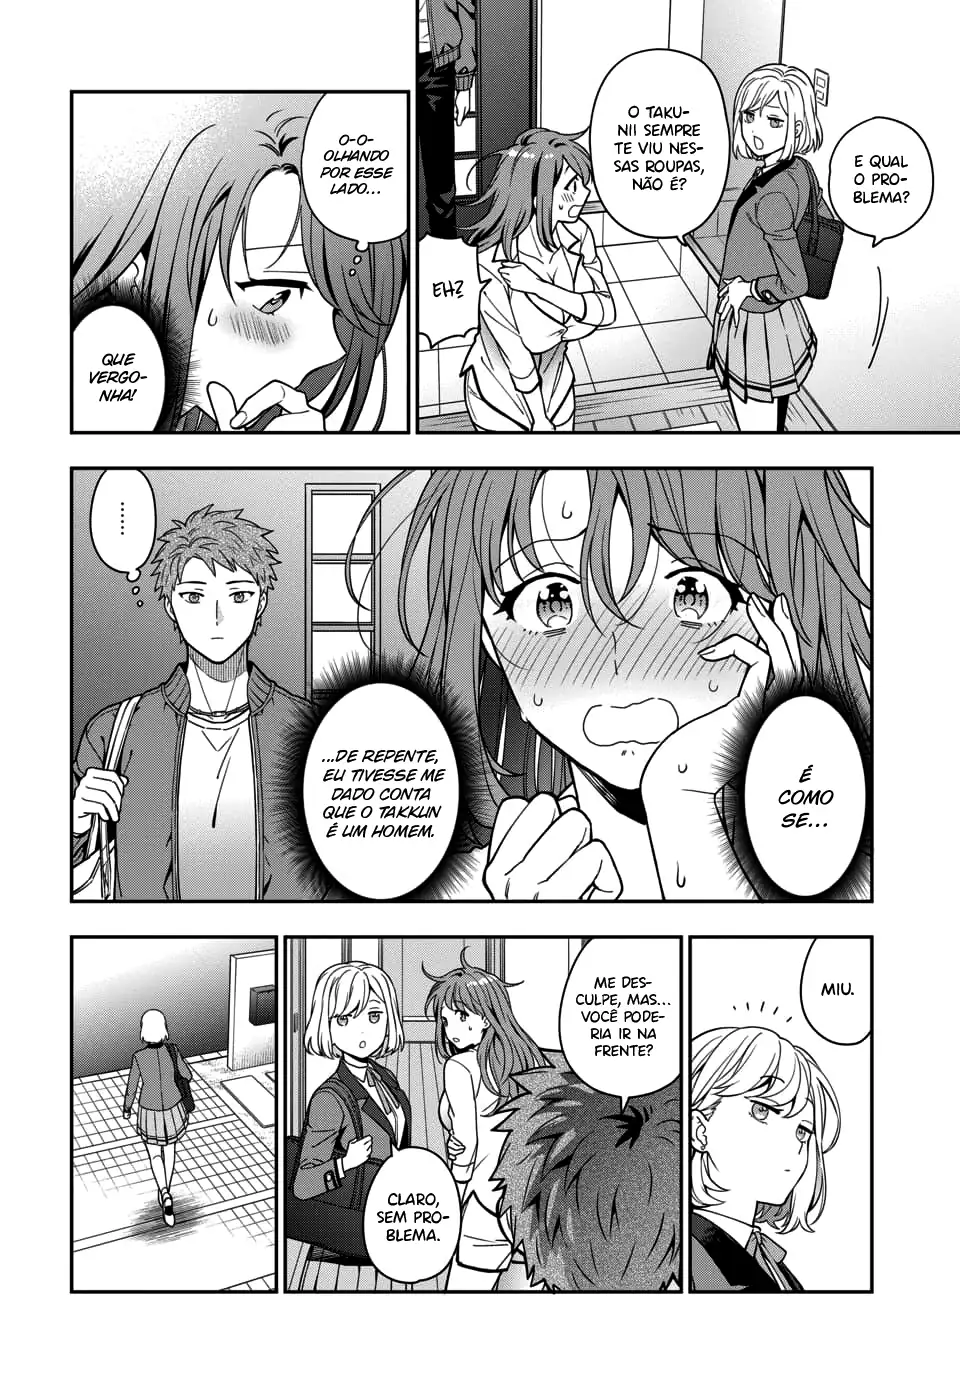 E QUAL
O PRO-
BLEMA?
O TAKU-
NII SEMPRE
TE VIU NES-
SAS ROUPAS,
NÃO É?
EH?
O-O-
OLHANDO
POR ESSE
LADO...
QUE
VERGO-
NHA!
É
COMO
SE...
...DE REPENTE,
EU TIVESSE ME
DADO CONTA
QUE O TAKKUN
É UM HOMEM.
......
MIU.
ME DES-
CULPE, MAS...
VOCÊ PODE-
RIA IR NA
FRENTE?
CLARO,
SEM PRO-
BLEMA.